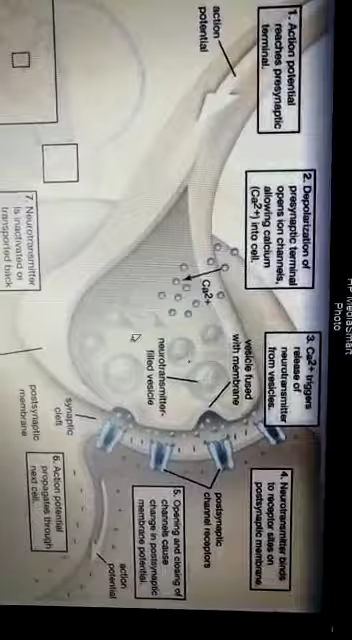 HP MediaSmart
Photo
1. Action potential
reaches presynaptic
terminal.
action
potential
2. Depolarization of
presynaptic terminal
opens ion channels,
allowing calcium
(Ca2+) into cell.
Ca2+
3. Ca2+ triggers
release of
neurotransmitter
from vesicles.
vesicle fused
with membrane
neurotransmitter-
filled vesicle
4. Neurotransmitter binds
to receptor sites on
postsynaptic membrane.
postsynaptic
channel receptors
5. Opening and closing of
channels cause
change in postsynaptic
membrane potential.
synaptic
cleft
postsynaptic
membrane
action
potential
6. Action potential
propagates through
next cell.
7. Neurotransmitter
is inactivated or
transported back